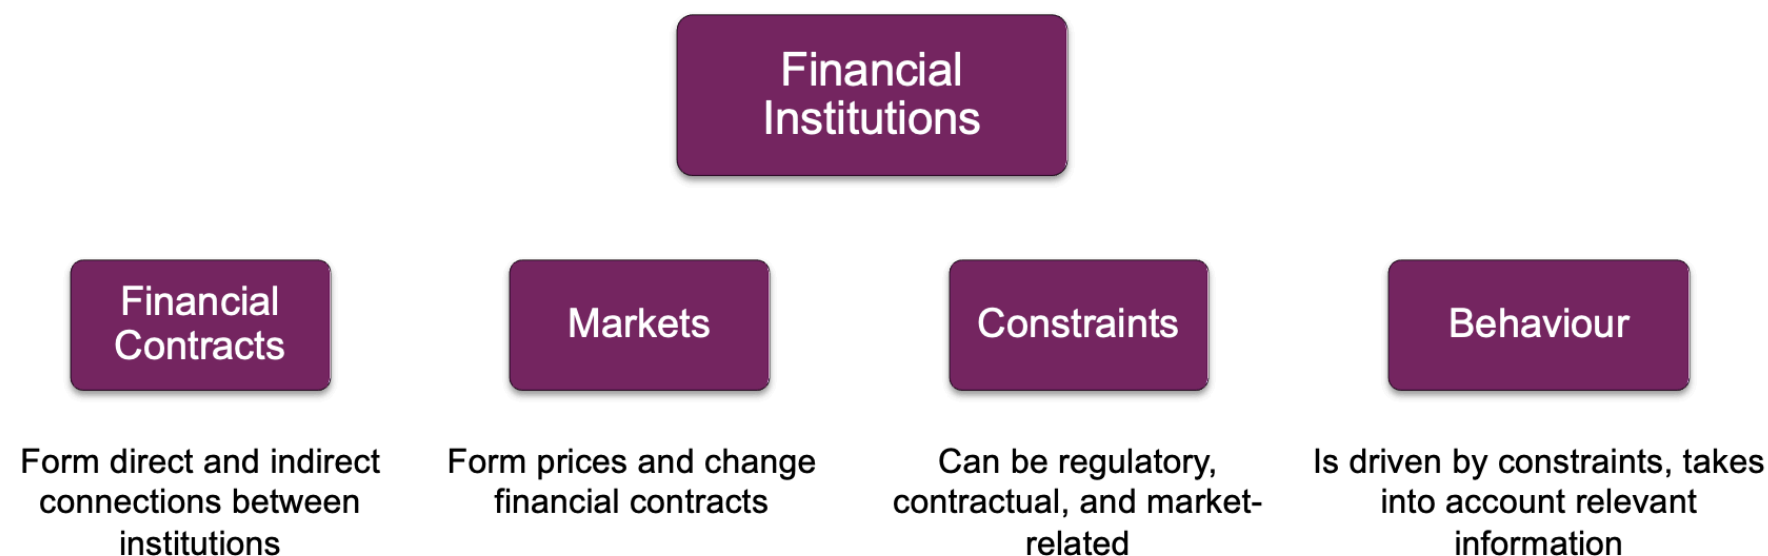 Financial
Institutions
Financial
Contracts
Markets
Constraints
Behaviour
Form direct and indirect
connections between
institutions
Form prices and change
financial contracts
Can be regulatory,
contractual, and market-
related
Is driven by constraints, takes
into account relevant
information